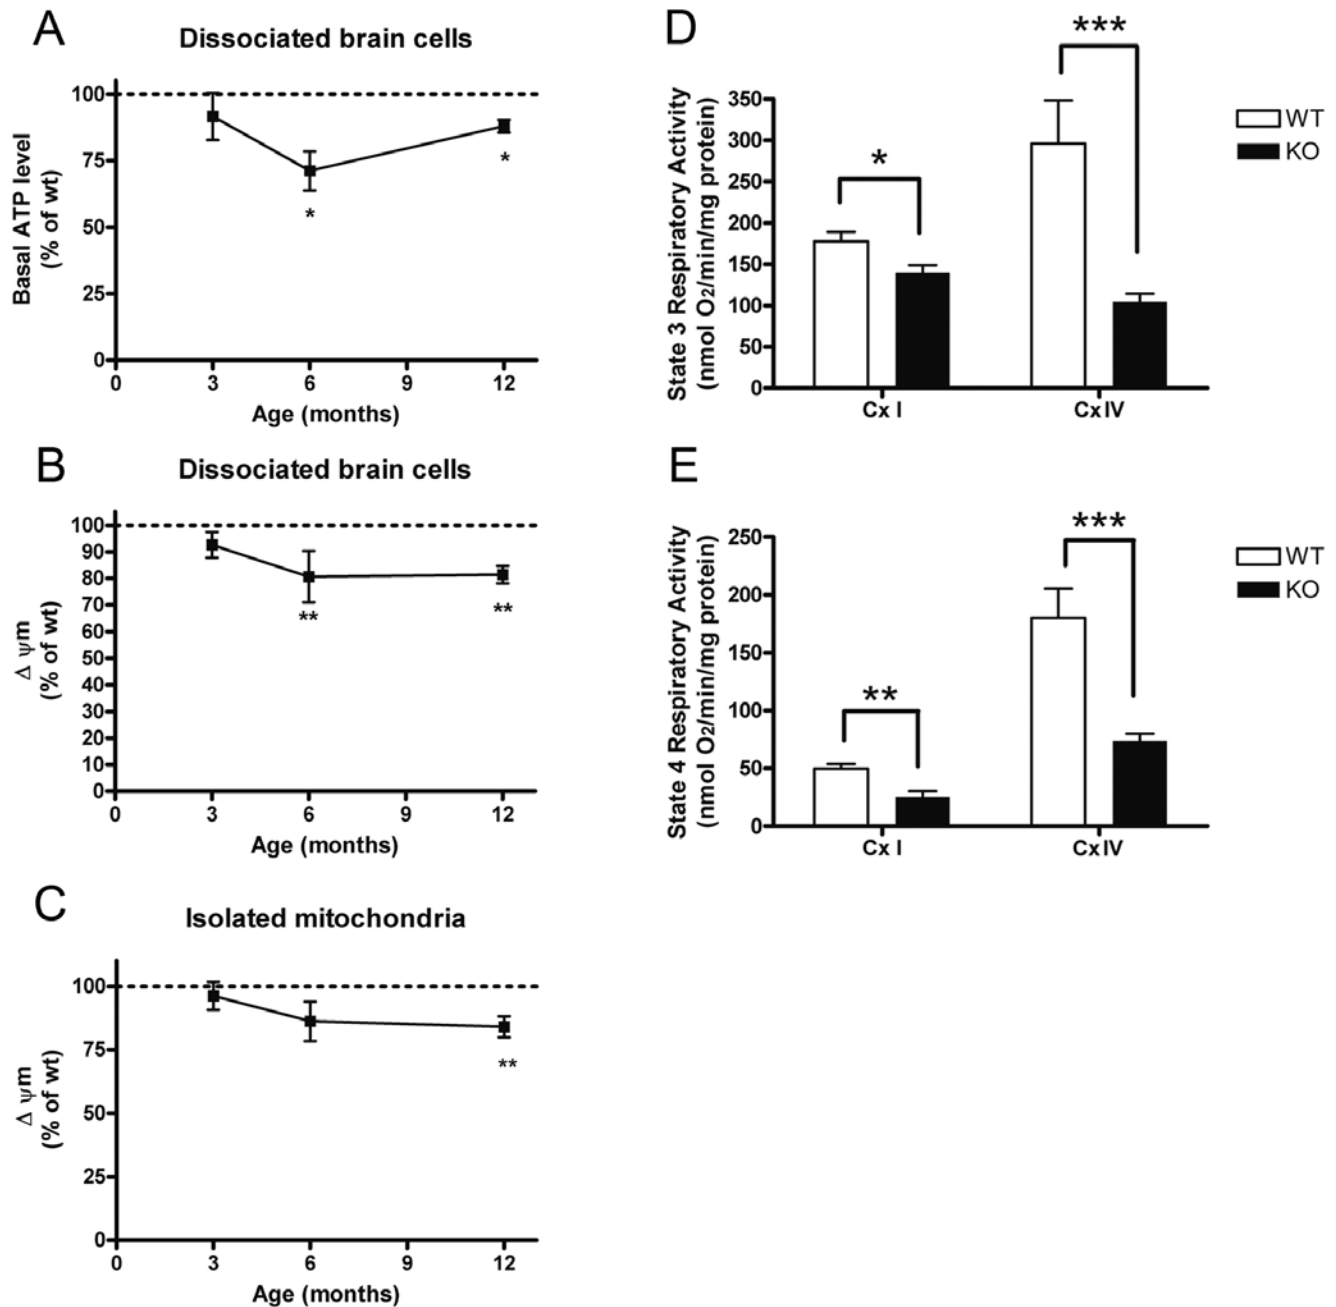 A
Dissociated brain cells
Basal ATP level
(% of wt)
100
75
50
25
0
*
*
0 3 6 9 12
Age (months)
B
Dissociated brain cells
Δ ψm
(% of wt)
100
90
80
70
60
50
40
30
20
10
0
**
**
0 3 6 9 12
Age (months)
C
Isolated mitochondria
Δ ψm
(% of wt)
100
75
50
25
0
**
0 3 6 9 12
Age (months)
D
State 3 Respiratory Activity
(nmol O₂/min/mg protein)
350
300
250
200
150
100
50
0
*
***
Cx I CxIV
WT
KO
E
State 4 Respiratory Activity
(nmol O₂/min/mg protein)
250
200
150
100
50
0
**
***
Cx I CxIV
WT
KO